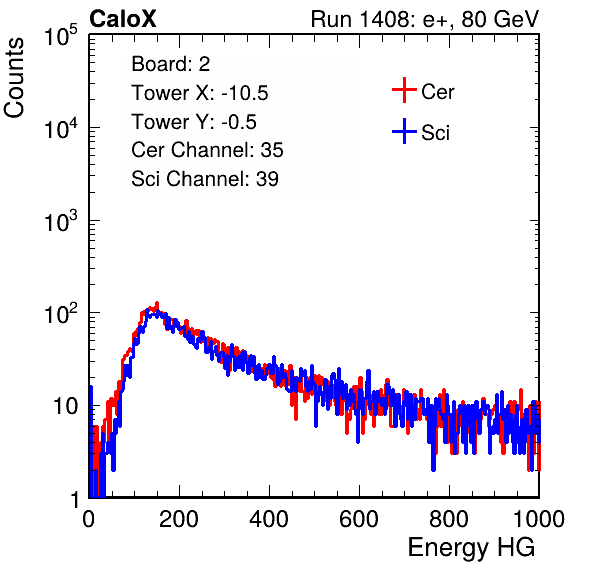 CaloX Run 1408: e+, 80 GeV
Counts
Board: 2
Tower X: -10.5
Tower Y: -0.5
Cer Channel: 35
Sci Channel: 39
Cer
Sci
10^5
10^4
10^3
10^2
10
1
0 200 400 600 800 1000
Energy HG